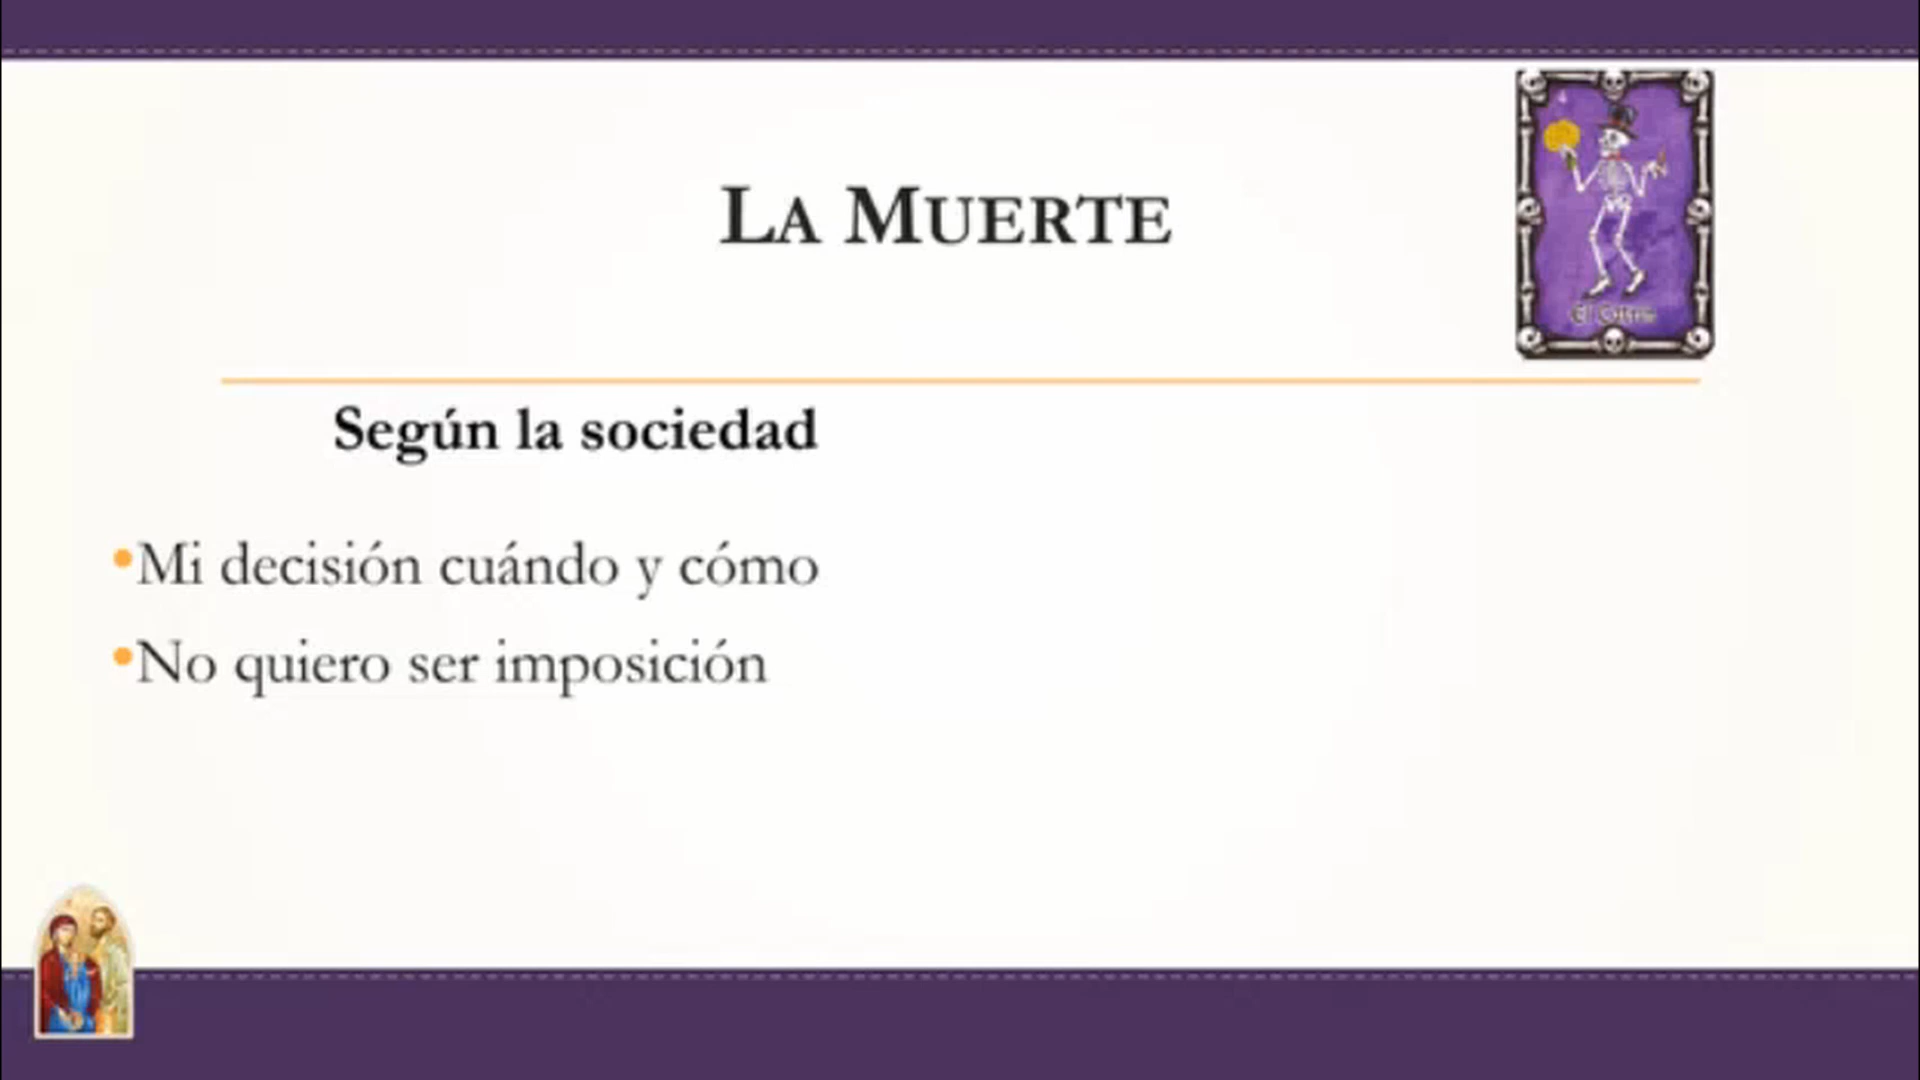 La Muerte
Según la sociedad
•Mi decisión cuándo y cómo
•No quiero ser imposición